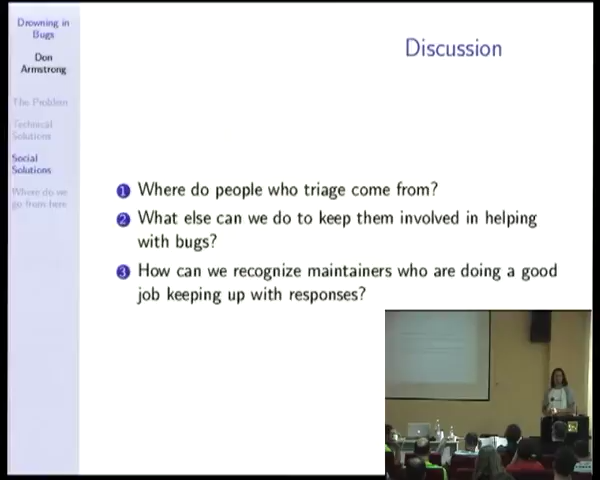 Drowning in
Bugs
Don
Armstrong
The Problem
Technical
Solutions
Social
Solutions
Where do we
go from here
Discussion
1 Where do people who triage come from?
2 What else can we do to keep them involved in helping
with bugs?
3 How can we recognize maintainers who are doing a good
job keeping up with responses?